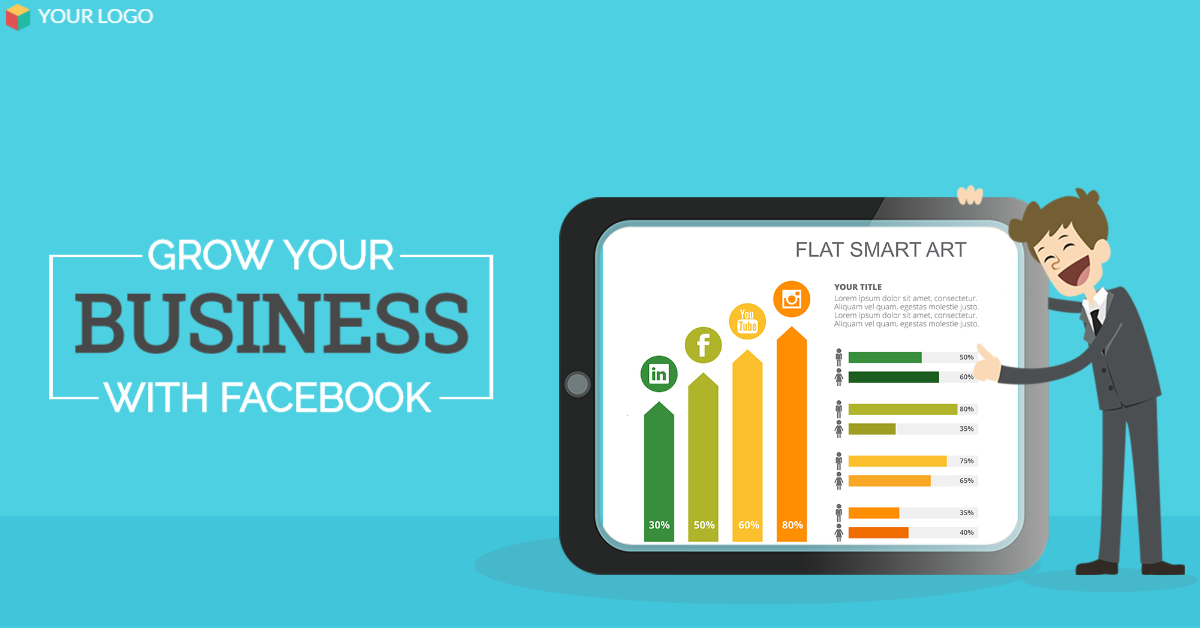 YOUR LOGO
GROW YOUR
BUSINESS
WITH FACEBOOK
FLAT SMART ART
YOUR TITLE
Lorem ipsum dolor sit amet, consectetur.
Aliquam vel quam, egestas molestie justo.
Lorem ipsum dolor sit amet, consectetur.
Aliquam vel quam, egestas molestie justo.
in
f
You
Tube
30%
50%
60%
80%
50%
60%
80%
35%
75%
65%
35%
40%